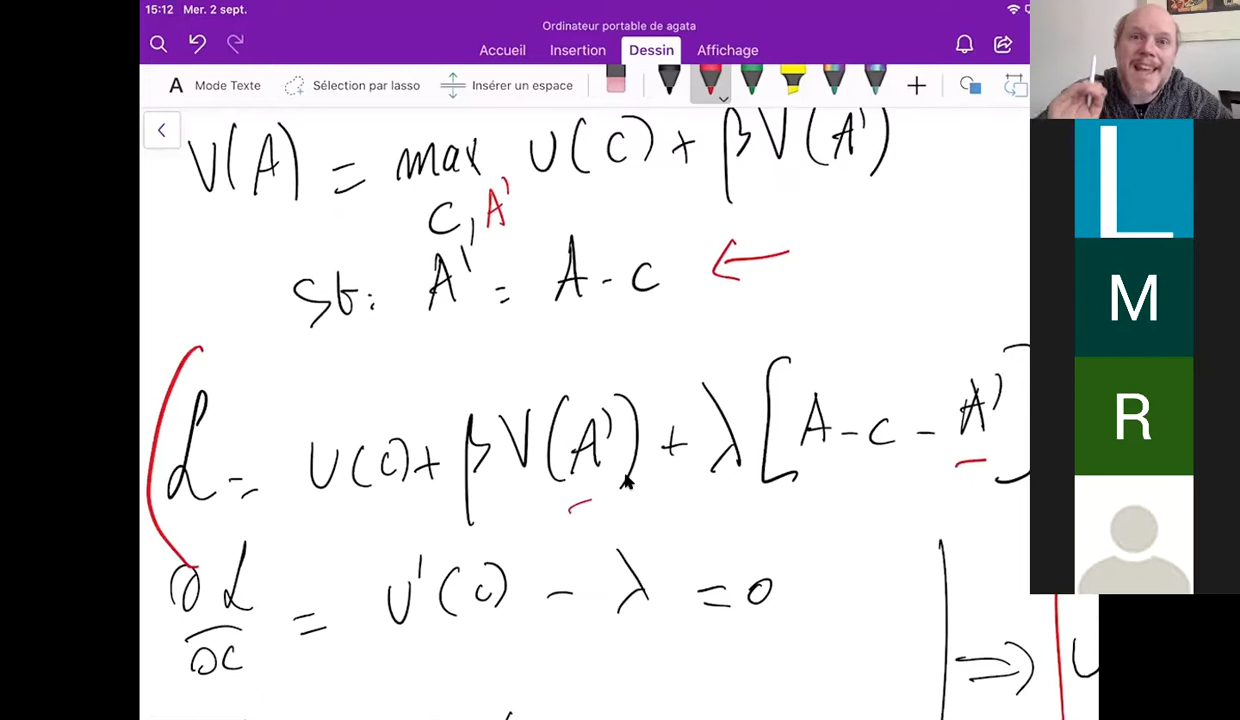 15:12 Mer. 2 sept.
Ordinateur portable de agata
Accueil Insertion Dessin Affichage
A Mode Texte Sélection par lasso Insérer un espace
V(A) = max U(c) + βV(A')
c, A'
St: A' = A - c
L = U(c) + βV(A') + λ[A - c - A']
∂L/∂c = U'(c) - λ = 0
⇒ U
L
M
R